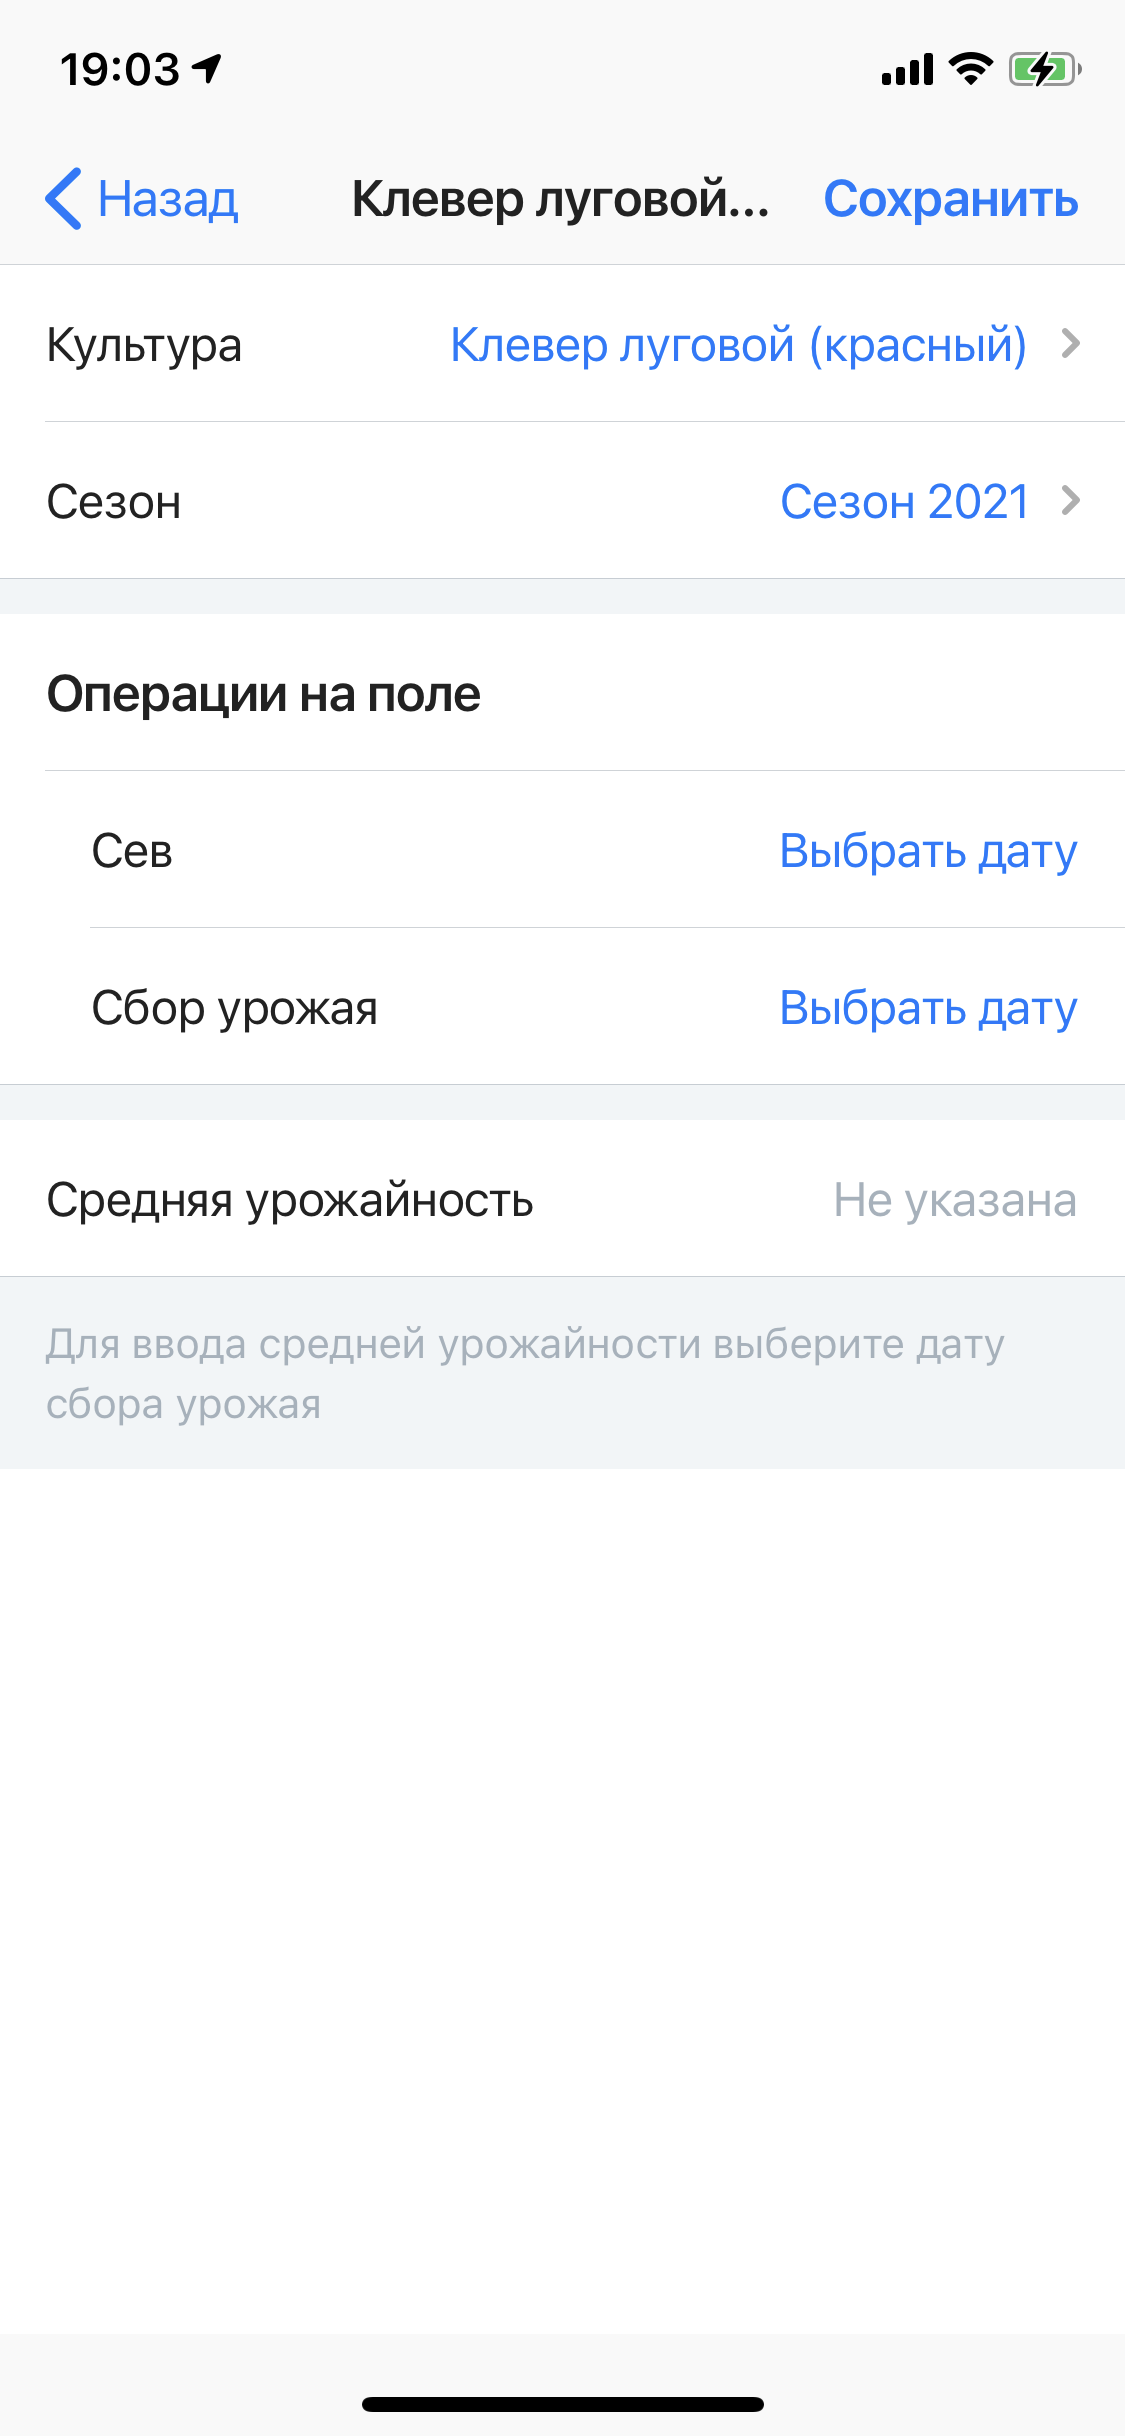 19:03
Назад
Клевер луговой...
Сохранить
Культура
Клевер луговой (красный)
Сезон
Сезон 2021
Операции на поле
Сев
Выбрать дату
Сбор урожая
Выбрать дату
Средняя урожайность
Не указана
Для ввода средней урожайности выберите дату
сбора урожая